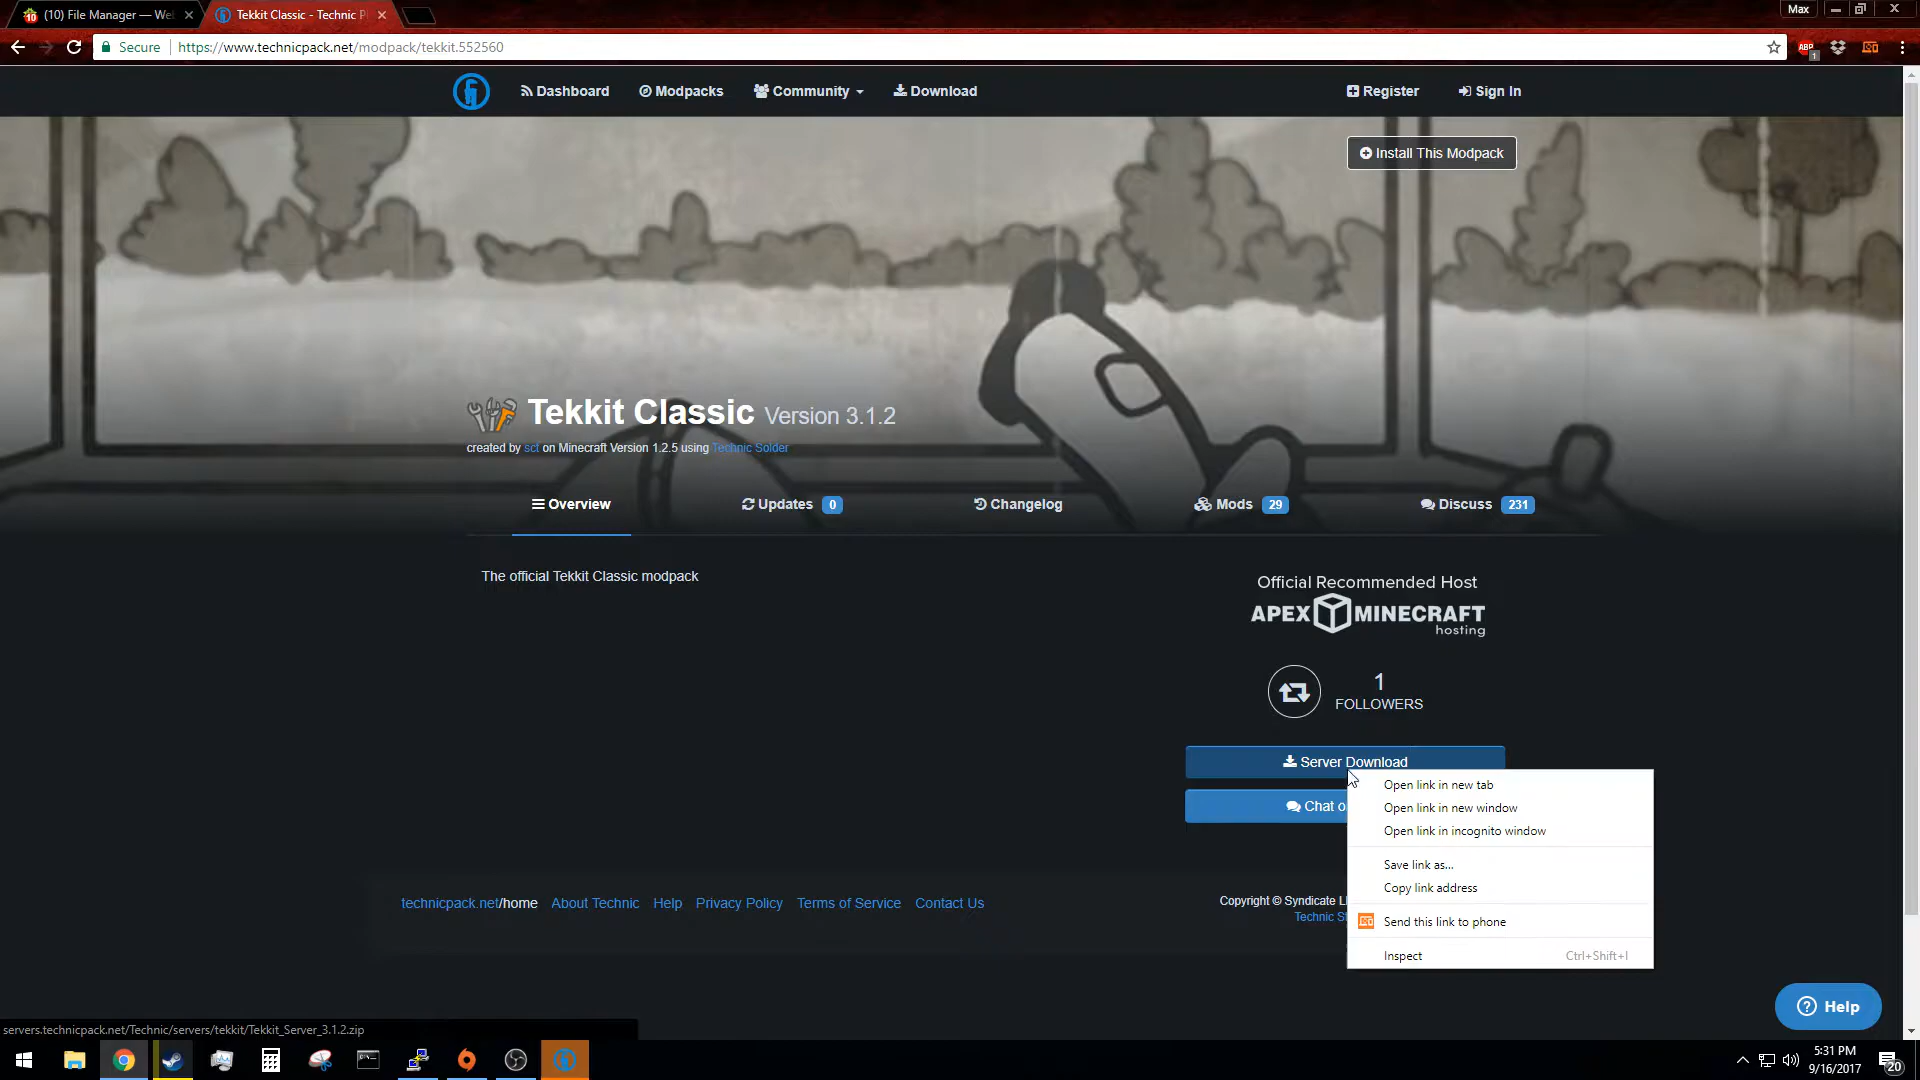 (10) File Manager — We
Tekkit Classic - Technic P
Max
Secure
https://www.technicpack.net/modpack/tekkit.552560
ABP
1
Dashboard
Modpacks
Community
Download
Register
Sign In
Install This Modpack
Tekkit Classic Version 3.1.2
created by sct on Minecraft Version 1.2.5 using Technic Solder
Overview
Updates 0
Changelog
Mods 29
Discuss 231
The official Tekkit Classic modpack
Official Recommended Host
APEX MINECRAFT
hosting
1
FOLLOWERS
Server Download
Chat o
Open link in new tab
Open link in new window
Open link in incognito window
Save link as...
Copy link address
Send this link to phone
Inspect Ctrl+Shift+I
technicpack.net/home About Technic Help Privacy Policy Terms of Service Contact Us
Copyright © Syndicate L
Technic St
Help
servers.technicpack.net/Technic/servers/tekkit/Tekkit_Server_3.1.2.zip
5:31 PM
9/16/2017
20